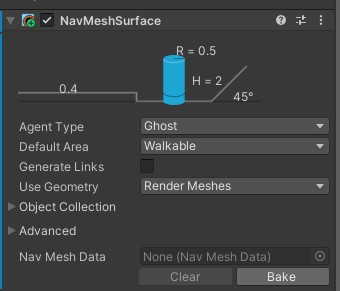 NavMeshSurface
R = 0.5
0.4
H = 2
45°
Agent Type Ghost
Default Area Walkable
Generate Links
Use Geometry Render Meshes
Object Collection
Advanced
Nav Mesh Data None (Nav Mesh Data)
Clear Bake